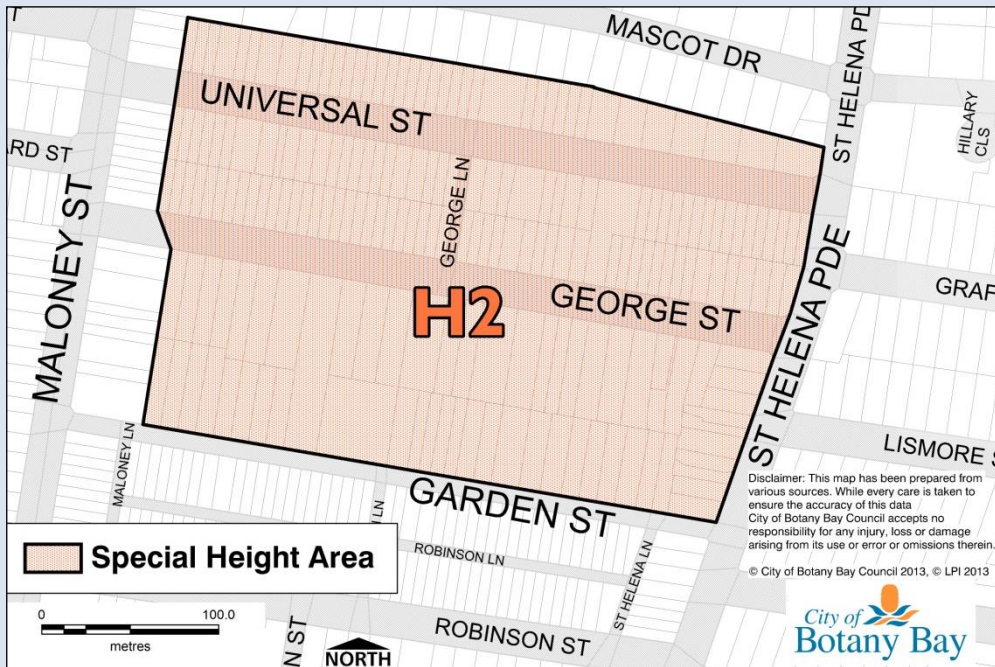 T
MASCOT DR
ST HELENA PDE
UNIVERSAL ST
HILLARY
CLS
ARD ST
GEORGE LN
MALONEY ST
ST HELENA PDE
GRAF
H2
GEORGE ST
LISMORE S
MALONEY LN
GARDEN ST
LN
Disclaimer: This map has been prepared from
various sources. While every care is taken to
ensure the accuracy of this data
City of Botany Bay Council accepts no
responsibility for any injury, loss or damage
arising from its use or error or omissions therein.
© City of Botany Bay Council 2013, © LPI 2013
Special Height Area
ROBINSON LN
ST HELENA LN
0 100.0
metres
N ST
NORTH
ROBINSON ST
City of
Botany Bay